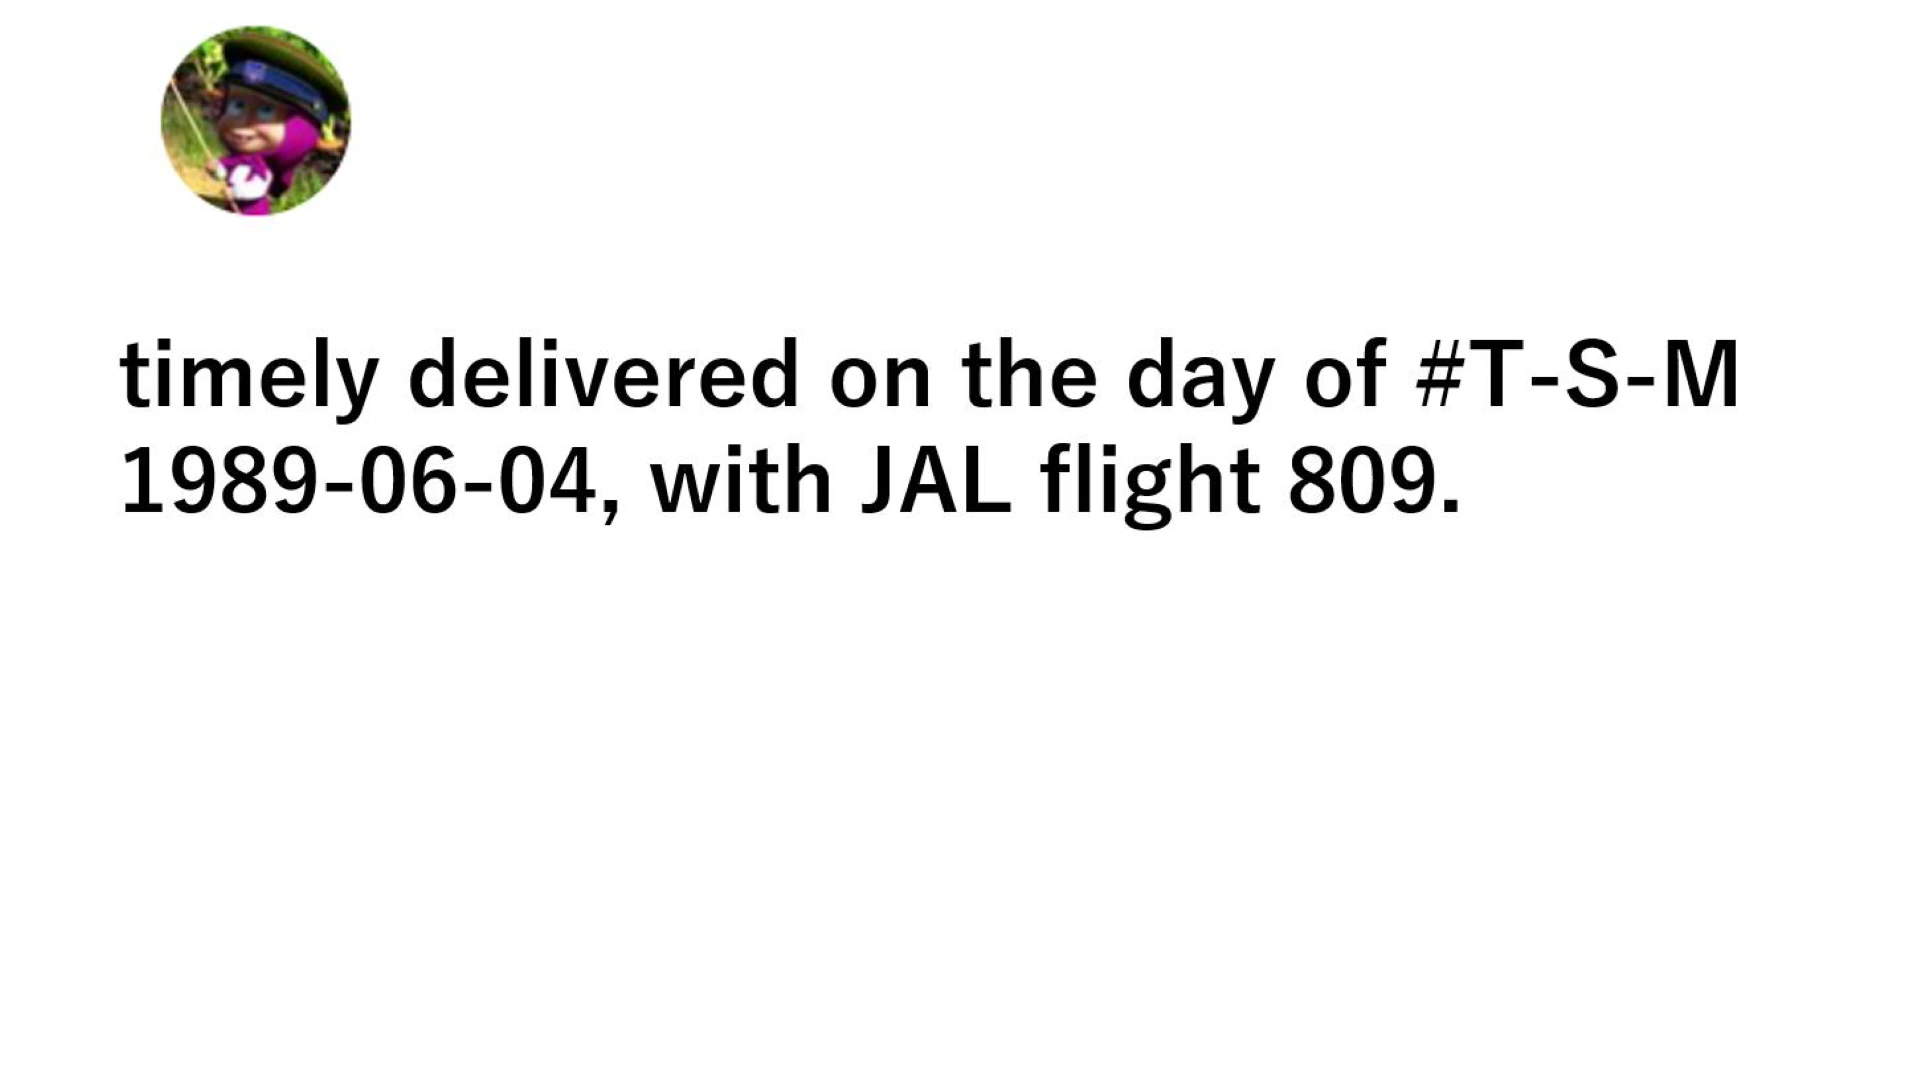 timely delivered on the day of #T-S-M
1989-06-04, with JAL flight 809.